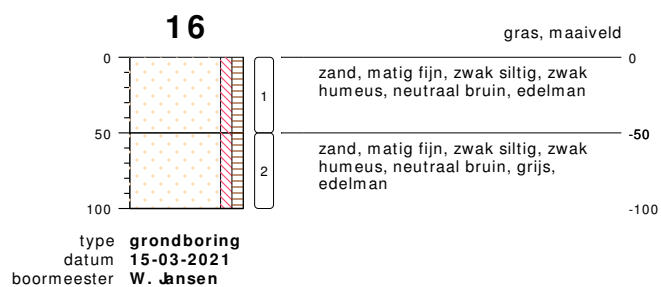 16
gras, maaiveld
0
0
zand, matig fijn, zwak siltig, zwak
humeus, neutraal bruin, edelman
1
50
-50
zand, matig fijn, zwak siltig, zwak
humeus, neutraal bruin, grijs,
edelman
2
100
-100
type grondboring
datum 15-03-2021
boormeester W. Jansen